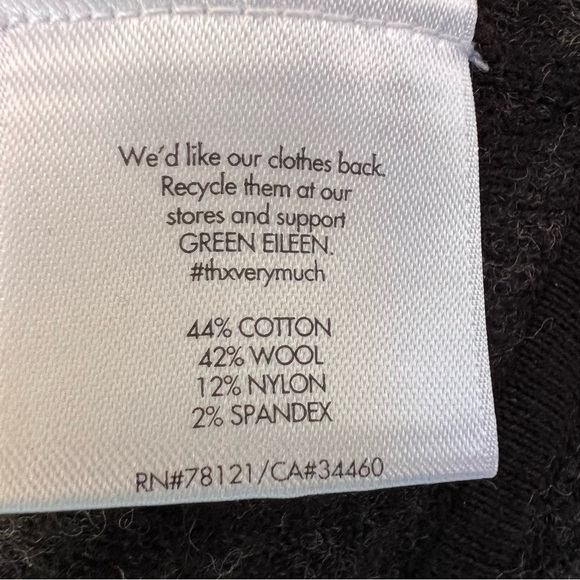 We'd like our clothes back.
Recycle them at our
stores and support
GREEN EILEEN.
#thxverymuch
44% COTTON
42% WOOL
12% NYLON
2% SPANDEX
RN#78121/CA#34460